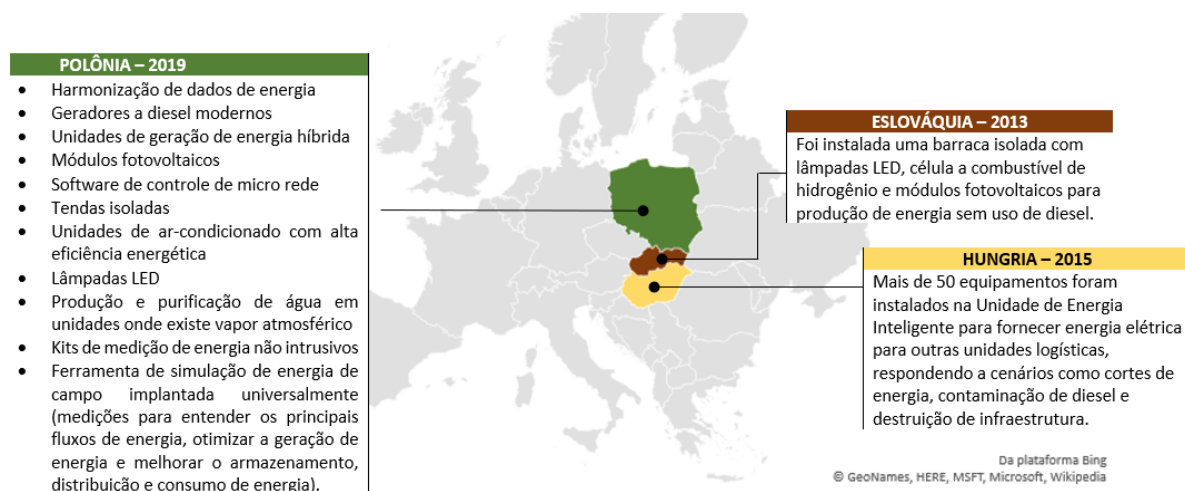 POLÔNIA – 2019
• Harmonização de dados de energia
• Geradores a diesel modernos
• Unidades de geração de energia híbrida
• Módulos fotovoltaicos
• Software de controle de micro rede
• Tendas isoladas
• Unidades de ar-condicionado com alta
eficiência energética
• Lâmpadas LED
• Produção e purificação de água em
unidades onde existe vapor atmosférico
• Kits de medição de energia não intrusivos
• Ferramenta de simulação de energia de
campo implantada universalmente
(medições para entender os principais
fluxos de energia, otimizar a geração de
energia e melhorar o armazenamento,
distribuição e consumo de energia).
ESLOVÁQUIA – 2013
Foi instalada uma barraca isolada com
lâmpadas LED, célula a combustível de
hidrogênio e módulos fotovoltaicos para
produção de energia sem uso de diesel.
HUNGRIA – 2015
Mais de 50 equipamentos foram
instalados na Unidade de Energia
Inteligente para fornecer energia elétrica
para outras unidades logísticas,
respondendo a cenários como cortes de
energia, contaminação de diesel e
destruição de infraestrutura.
Da plataforma Bing
© GeoNames, HERE, MSFT, Microsoft, Wikipedia